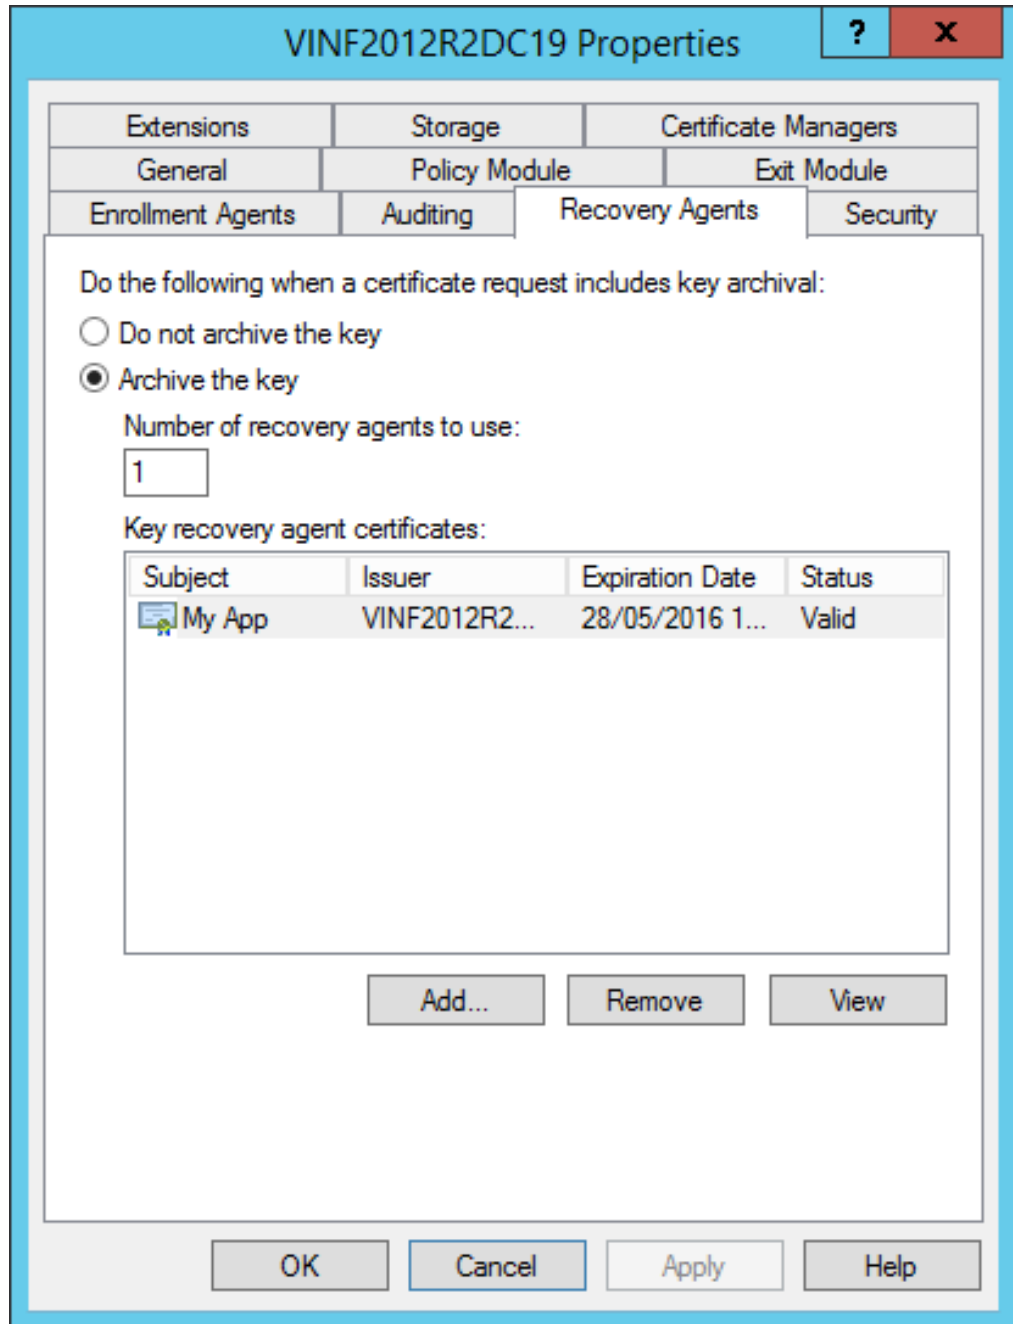 VINF2012R2DC19 Properties ? x
Extensions Storage Certificate Managers
General Policy Module Exit Module
Enrollment Agents Auditing Recovery Agents Security
Do the following when a certificate request includes key archival:
Do not archive the key
Archive the key
Number of recovery agents to use:
1
Key recovery agent certificates:
Subject Issuer Expiration Date Status
My App VINF2012R2... 28/05/2016 1... Valid
Add... Remove View
OK Cancel Apply Help